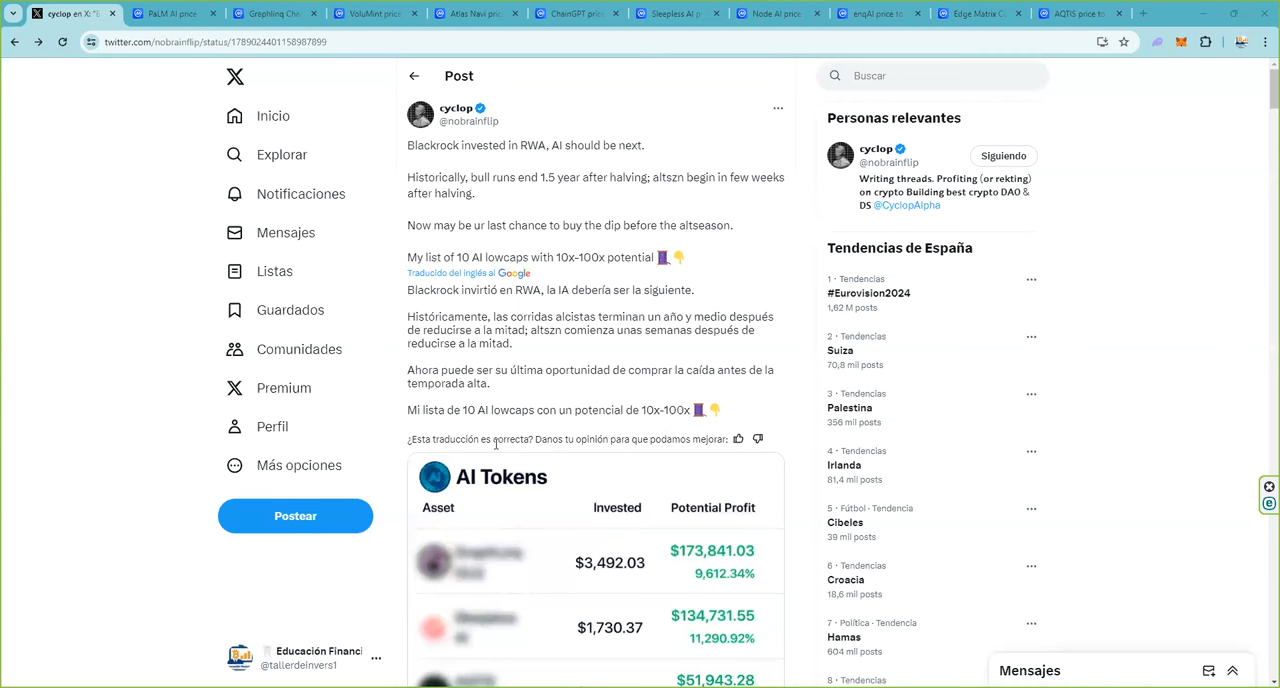 cyclop en X: "B
PaLM AI price
Graphlinq Cha
VoluMint price
Atlas Navi pric
ChainGPT price
Sleepless AI p
Node AI price
enqAI price to
Edge Matrix C
AQTIS price to
twitter.com/nobrainflip/status/1789024401158987899
Inicio
Explorar
Notificaciones
Mensajes
Listas
Guardados
Comunidades
Premium
Perfil
Más opciones
Postear
Educación Financi
@tallerdeinvers1
Post
cyclop
@nobrainflip
Blackrock invested in RWA, AI should be next.
Historically, bull runs end 1.5 year after halving; altszn begin in few weeks
after halving.
Now may be ur last chance to buy the dip before the altseason.
My list of 10 AI lowcaps with 10x-100x potential 🧵👇
Traducido del inglés al Google
Blackrock invirtió en RWA, la IA debería ser la siguiente.
Históricamente, las corridas alcistas terminan un año y medio después
de reducirse a la mitad; altszn comienza unas semanas después de
reducirse a la mitad.
Ahora puede ser su última oportunidad de comprar la caída antes de la
temporada alta.
Mi lista de 10 AI lowcaps con un potencial de 10x-100x 🧵👇
¿Esta traducción es correcta? Danos tu opinión para que podamos mejorar:
AI Tokens
Asset Invested Potential Profit
$3,492.03 $173,841.03
9,612.34%
$1,730.37 $134,731.55
11,290.92%
$51,943.28
Buscar
Personas relevantes
cyclop
@nobrainflip
Siguiendo
Writing threads. Profiting (or rekting)
on crypto Building best crypto DAO &
DS @CyclopAlpha
Tendencias de España
1 · Tendencias
#Eurovision2024
1,62 M posts
2 · Tendencias
Suiza
70,8 mil posts
3 · Tendencias
Palestina
356 mil posts
4 · Tendencias
Irlanda
81,4 mil posts
5 · Fútbol · Tendencia
Cibeles
39 mil posts
6 · Tendencias
Croacia
18,6 mil posts
7 · Política · Tendencia
Hamas
604 mil posts
8 · Tendencias
Mensajes